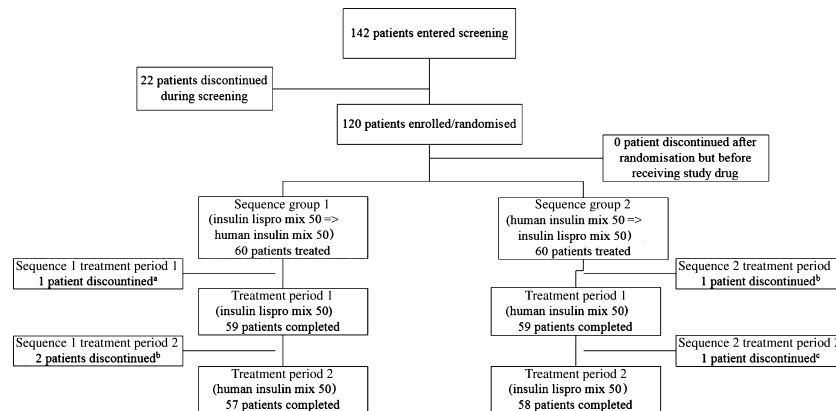 142 patients entered screening
22 patients discontinued
during screening
120 patients enrolled/randomised
0 patient discontinued after
randomisation but before
receiving study drug
Sequence group 1
(insulin lispro mix 50 =>
human insulin mix 50)
60 patients treated
Sequence group 2
(human insulin mix 50 =>
insulin lispro mix 50)
60 patients treated
Sequence 1 treatment period 1
1 patient discountined a
Sequence 2 treatment period
1 patient discontinued b
Treatment period 1
(insulin lispro mix 50)
59 patients completed
Treatment period 1
(human insulin mix 50)
59 patients completed
Sequence 1 treatment period 2
2 patients discontinued b
Sequence 2 treatment period 2
1 patient discontinued c
Treatment period 2
(human insulin mix 50)
57 patients completed
Treatment period 2
(insulin lispro mix 50)
58 patients completed